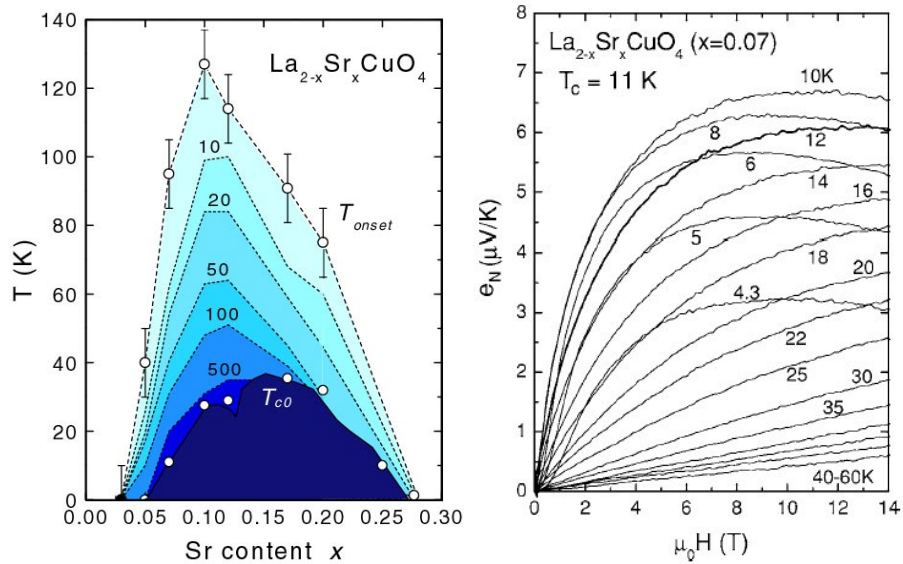 140
120
100
80
60
40
20
0
T (K)
La2-xSrxCuO4
10
20
50
100
500
Tonset
Tc0
0.00 0.05 0.10 0.15 0.20 0.25 0.30
Sr content x
8
7
6
5
4
3
2
1
0
eN (μV/K)
La2-xSrxCuO4 (x=0.07)
TC = 11 K
10K
8
12
6
14
16
5
18
20
4.3
22
25
30
35
40-60K
0 2 4 6 8 10 12 14
μ0H (T)